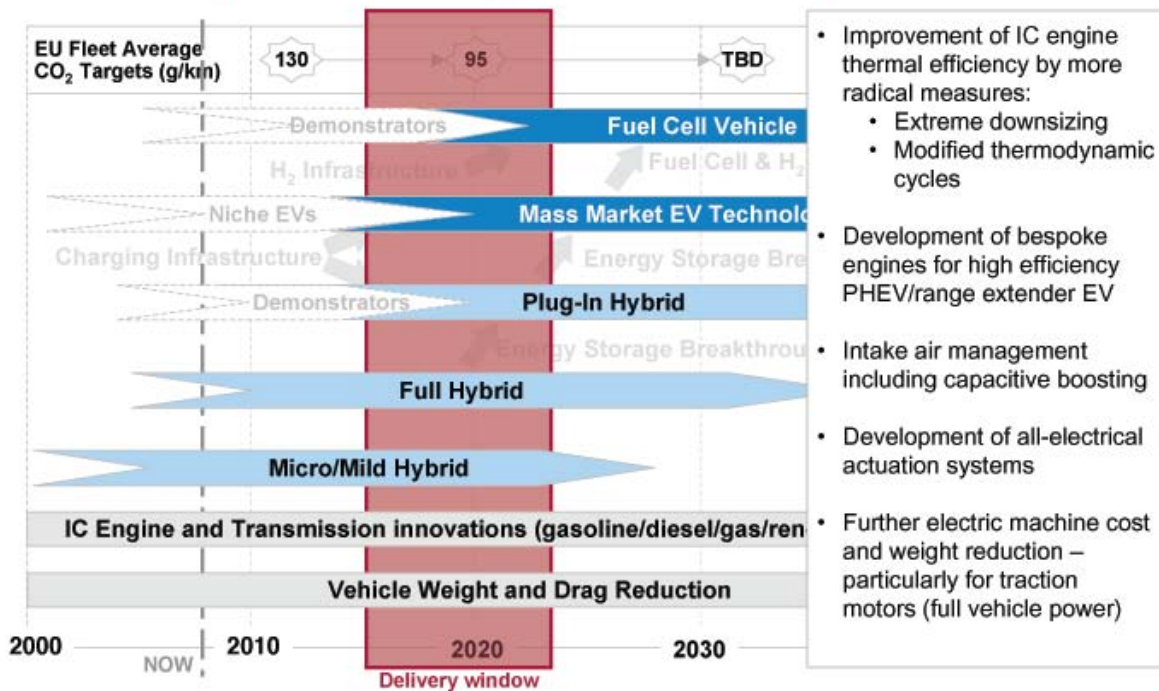 EU Fleet Average
CO₂ Targets (g/km)
130
95
TBD
Demonstrators
Fuel Cell Vehicle
H₂ Infrastructure
Fuel Cell & H₂
Niche EVs
Mass Market EV Technolo
Charging Infrastructure
Energy Storage Brea
Demonstrators
Plug-In Hybrid
Energy Storage Breakthrou
Full Hybrid
Micro/Mild Hybrid
IC Engine and Transmission innovations (gasoline/diesel/gas/ren
Vehicle Weight and Drag Reduction
2000
NOW
2010
2020
2030
Delivery window
• Improvement of IC engine
thermal efficiency by more
radical measures:
• Extreme downsizing
• Modified thermodynamic
cycles
• Development of bespoke
engines for high efficiency
PHEV/range extender EV
• Intake air management
including capacitive boosting
• Development of all-electrical
actuation systems
• Further electric machine cost
and weight reduction –
particularly for traction
motors (full vehicle power)